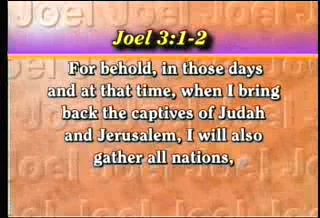 Joel 3:1-2
For behold, in those days
and at that time, when I bring
back the captives of Judah
and Jerusalem, I will also
gather all nations,